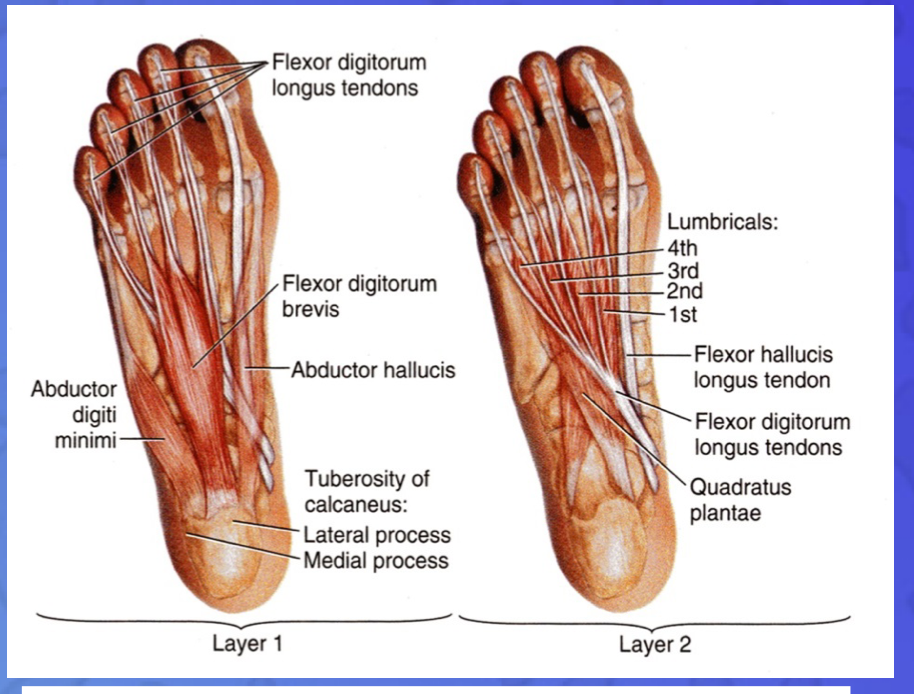 Flexor digitorum
longus tendons
Flexor digitorum
brevis
Abductor hallucis
Abductor
digiti
minimi
Tuberosity of
calcaneus:
Lateral process
Medial process
Layer 1
Lumbricals:
4th
3rd
2nd
1st
Flexor hallucis
longus tendon
Flexor digitorum
longus tendons
Quadratus
plantae
Layer 2